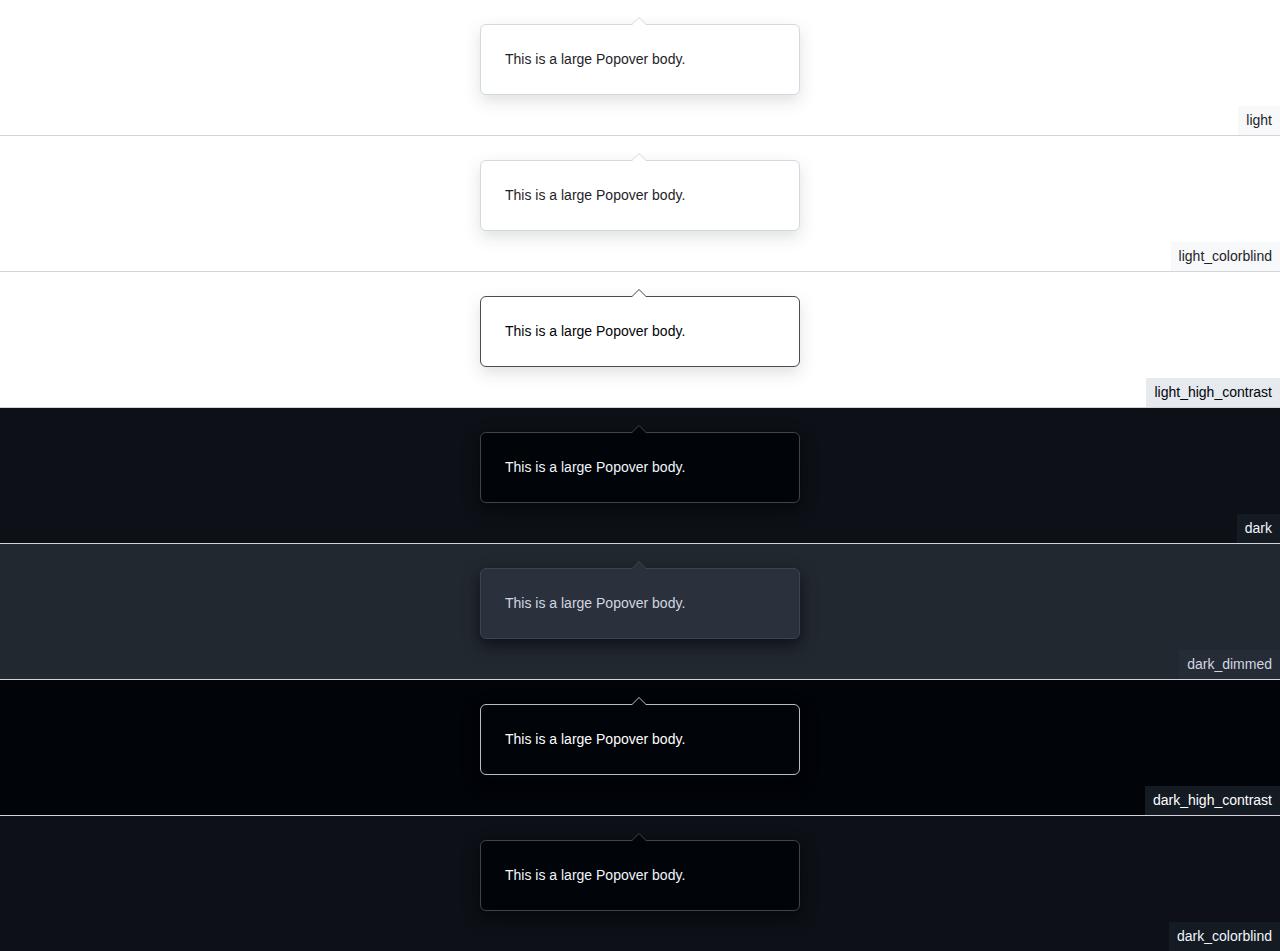 This is a large Popover body.
light
This is a large Popover body.
light_colorblind
This is a large Popover body.
light_high_contrast
This is a large Popover body.
dark
This is a large Popover body.
dark_dimmed
This is a large Popover body.
dark_high_contrast
This is a large Popover body.
dark_colorblind